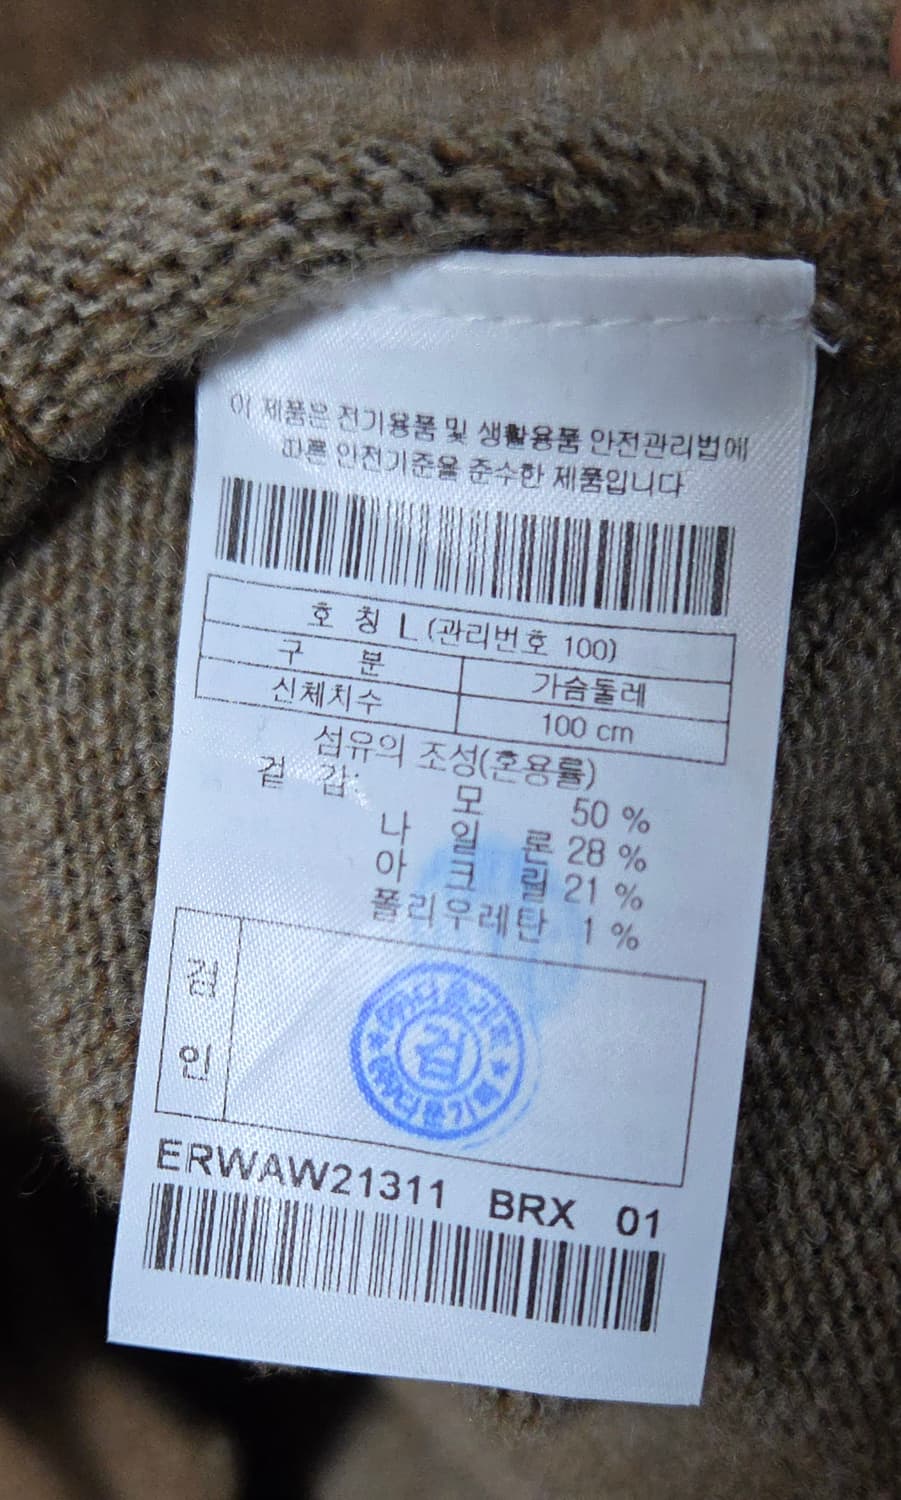 이 제품은 전기용품 및 생활용품 안전관리법에
따른 안전기준을 준수한 제품입니다
호 칭 L (관리번호 100)
구 분 가슴둘레
신체치수 100 cm
섬유의 조성(혼용률)
겉 감:
모 50 %
나 일 론 28 %
아 크 릴 21 %
폴리우레탄 1 %
검
인
검
ERWAW21311 BRX 01